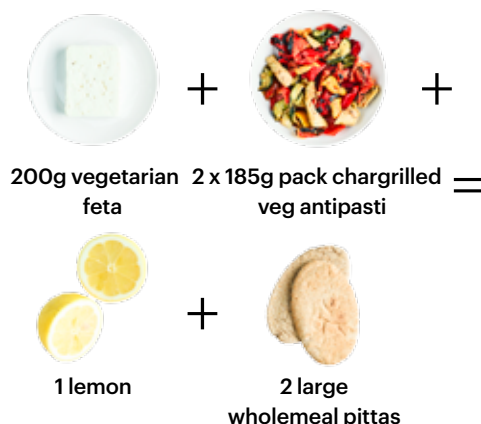 +
+
200g vegetarian
feta
2 x 185g pack chargrilled
veg antipasti
=
+
1 lemon
2 large
wholemeal pittas